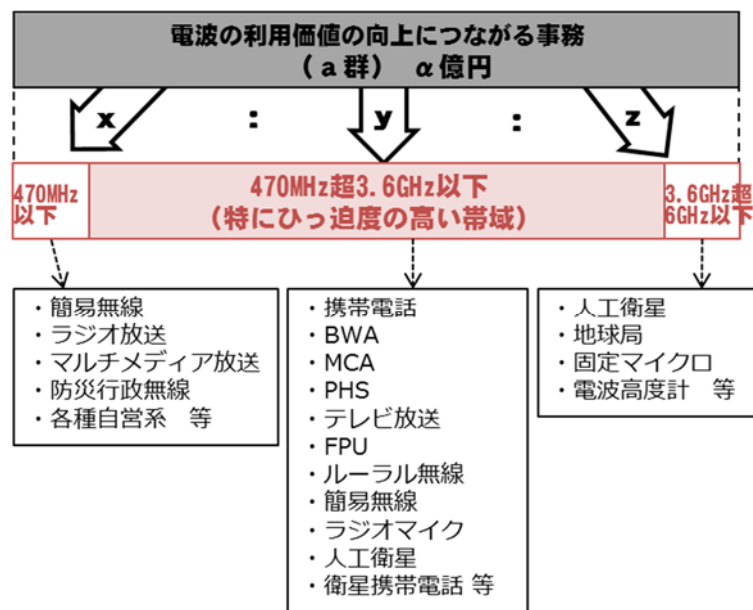 電波の利用価値の向上につながる事務
(a群) α億円
x : y : z
470MHz
以下
470MHz超3.6GHz以下
(特にひっ迫度の高い帯域)
3.6GHz超
6GHz以下
・簡易無線
・ラジオ放送
・マルチメディア放送
・防災行政無線
・各種自営系 等
・携帯電話
・BWA
・MCA
・PHS
・テレビ放送
・FPU
・ルーラル無線
・簡易無線
・ラジオマイク
・人工衛星
・衛星携帯電話 等
・人工衛星
・地球局
・固定マイクロ
・電波高度計 等